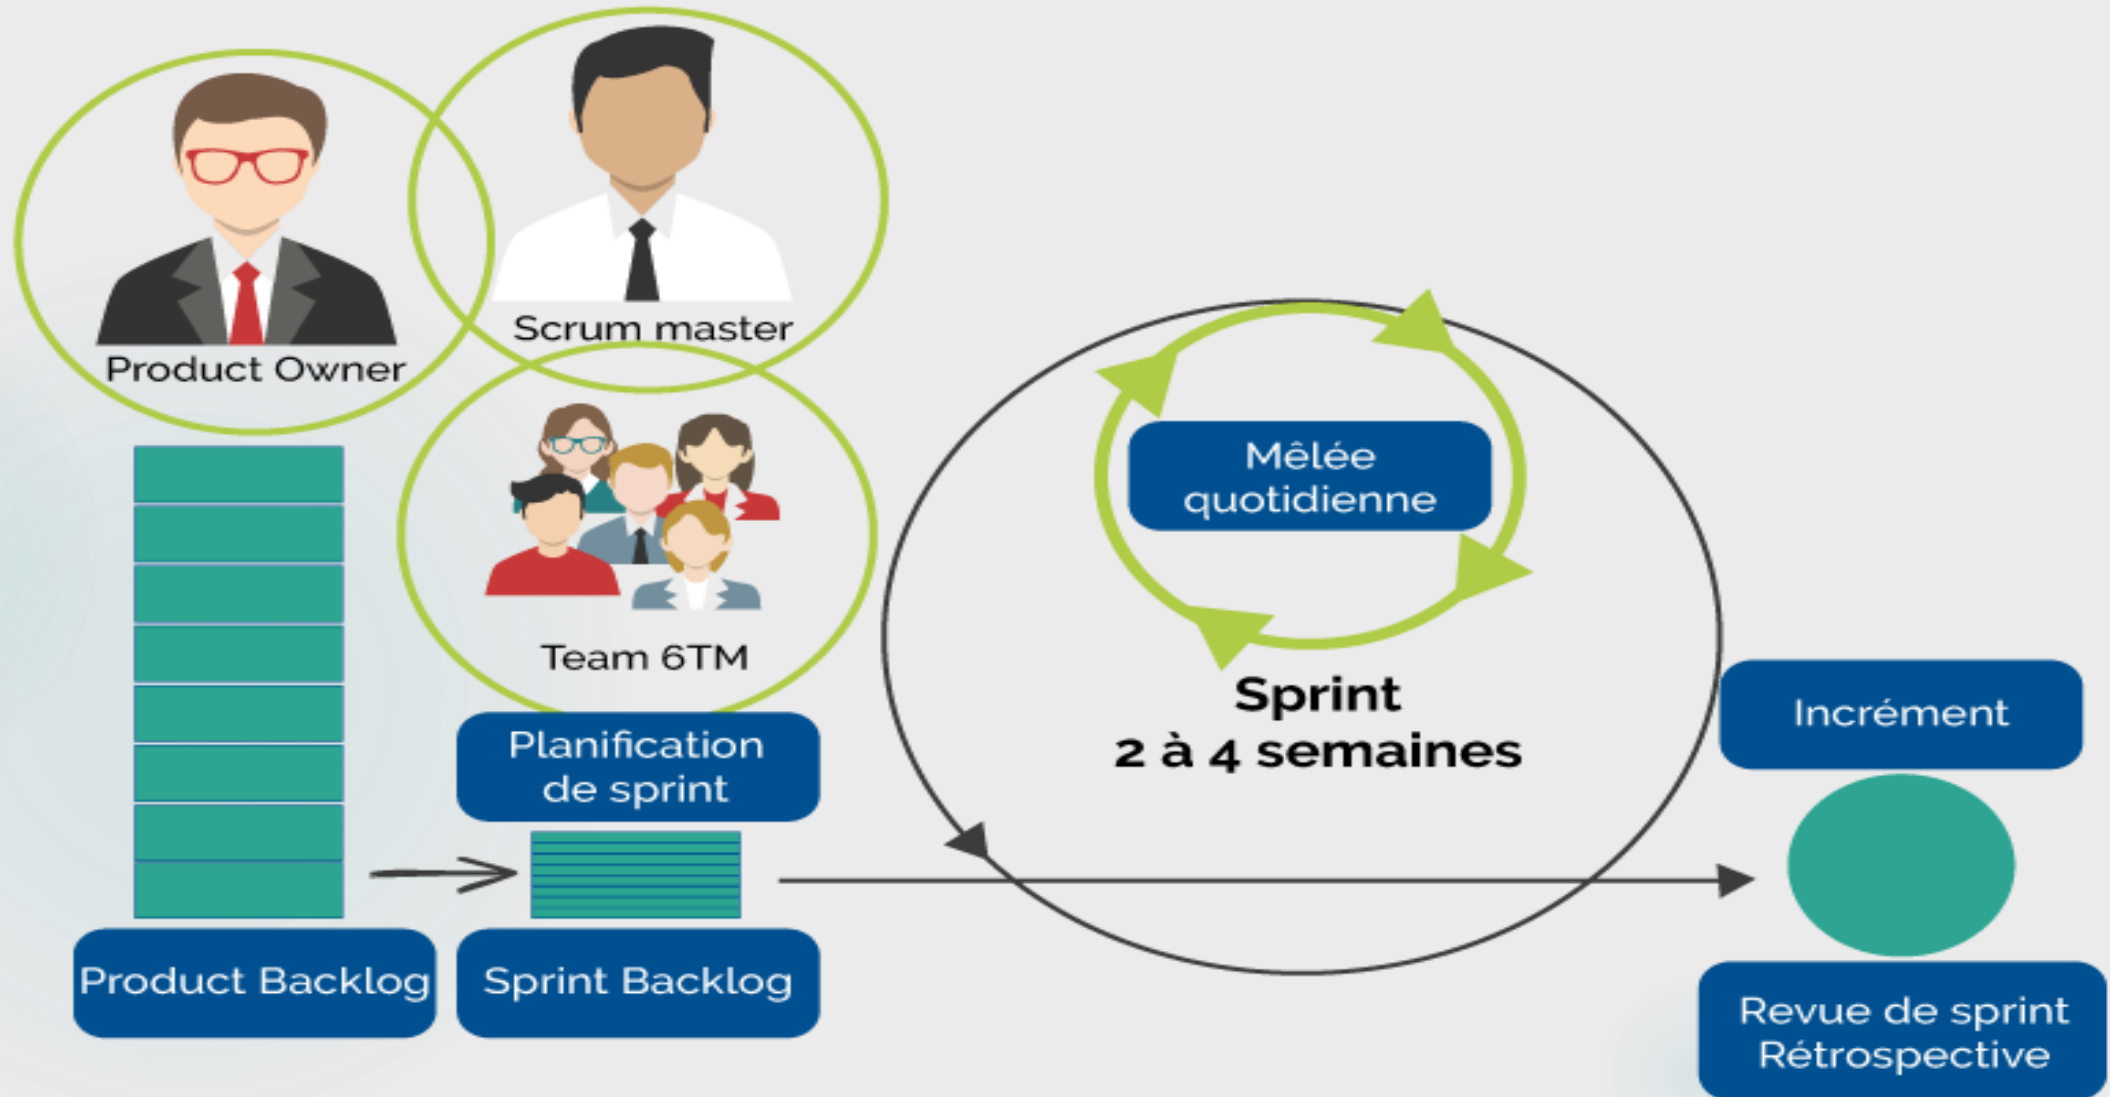 Product Owner
Scrum master
Team 6TM
Planification
de sprint
Product Backlog
Sprint Backlog
Mêlée
quotidienne
Sprint
2 à 4 semaines
Incrément
Revue de sprint
Rétrospective